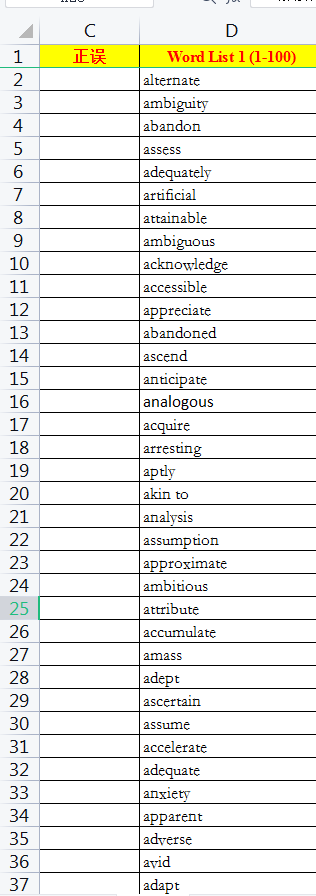 C D
1 正误 Word List 1 (1-100)
2 alternate
3 ambiguity
4 abandon
5 assess
6 adequately
7 artificial
8 attainable
9 ambiguous
10 acknowledge
11 accessible
12 appreciate
13 abandoned
14 ascend
15 anticipate
16 analogous
17 acquire
18 arresting
19 aptly
20 akin to
21 analysis
22 assumption
23 approximate
24 ambitious
25 attribute
26 accumulate
27 amass
28 adept
29 ascertain
30 assume
31 accelerate
32 adequate
33 anxiety
34 apparent
35 adverse
36 avid
37 adapt